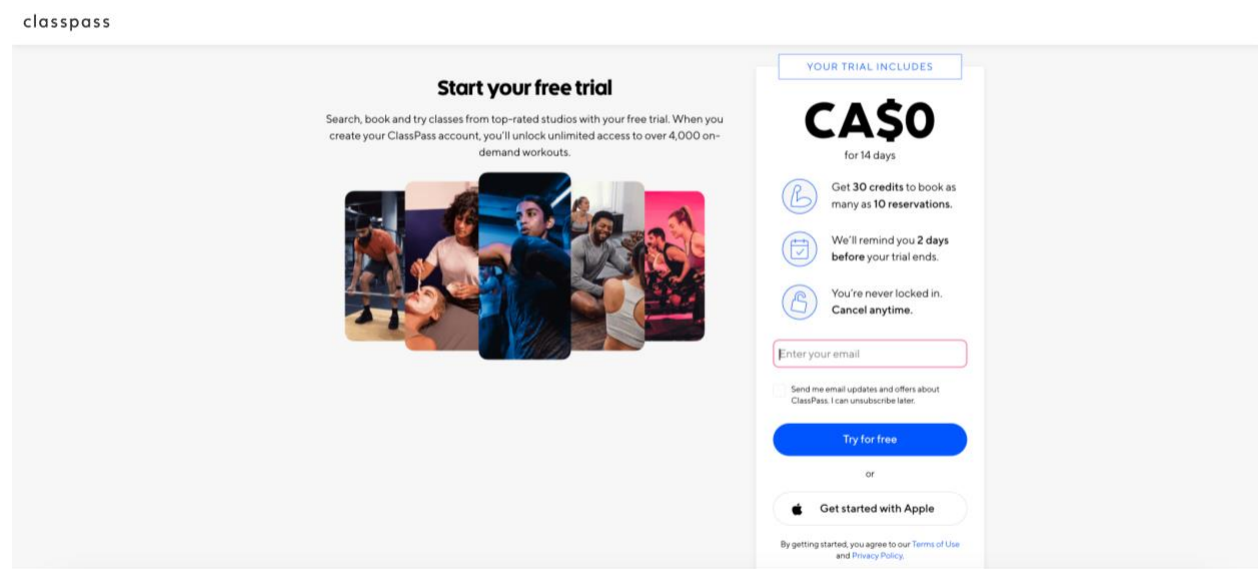 classpass
Start your free trial
Search, book and try classes from top-rated studios with your free trial. When you
create your ClassPass account, you'll unlock unlimited access to over 4,000 on-
demand workouts.
YOUR TRIAL INCLUDES
CA$0
for 14 days
Get 30 credits to book as
many as 10 reservations.
We'll remind you 2 days
before your trial ends.
You're never locked in.
Cancel anytime.
Enter your email
Send me email updates and offers about
ClassPass. I can unsubscribe later.
Try for free
or
Get started with Apple
By getting started, you agree to our Terms of Use
and Privacy Policy.